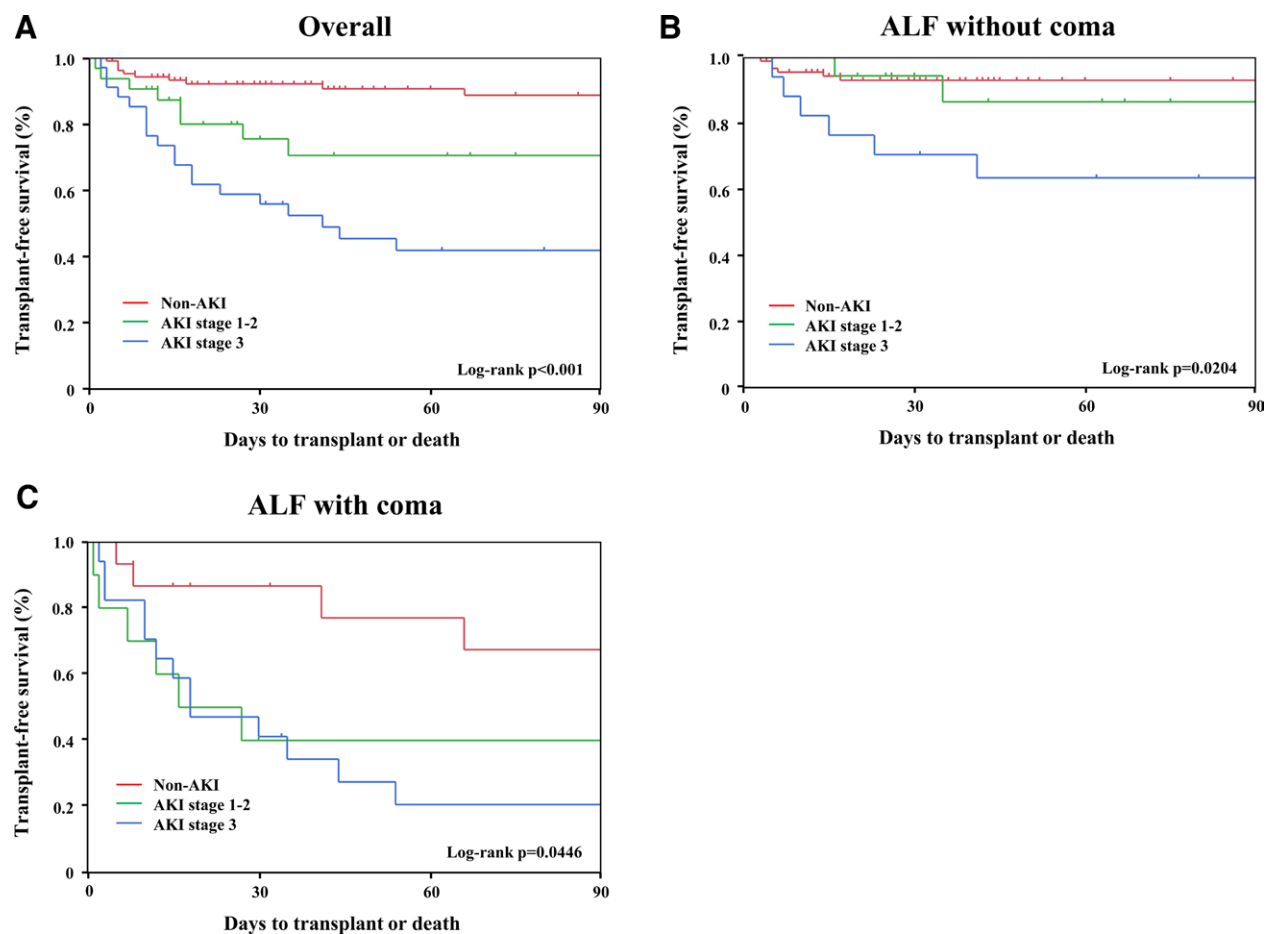 A
Overall
Transplant-free survival (%)
1.0
0.8
0.6
0.4
0.2
0
Non-AKI
AKI stage 1-2
AKI stage 3
Log-rank p<0.001
0
30
60
90
Days to transplant or death
B
ALF without coma
Transplant-free survival (%)
1.0
0.8
0.6
0.4
0.2
0
Non-AKI
AKI stage 1-2
AKI stage 3
Log-rank p=0.0204
0
30
60
90
Days to transplant or death
C
ALF with coma
Transplant-free survival (%)
1.0
0.8
0.6
0.4
0.2
0
Non-AKI
AKI stage 1-2
AKI stage 3
Log-rank p=0.0446
0
30
60
90
Days to transplant or death